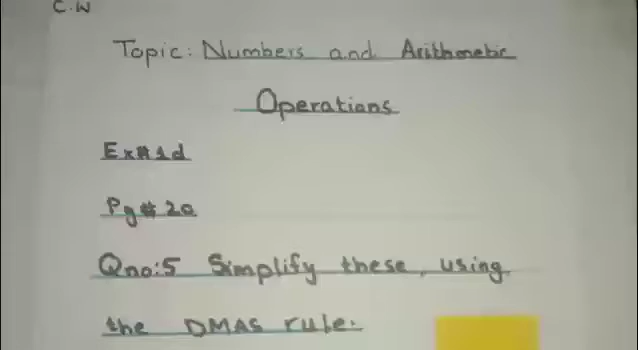 C.W
Topic: Numbers and Arithmetic
Operations
Ex#1d
Pg# 20
Qno:5 Simplify these, using
the DMAS rule: